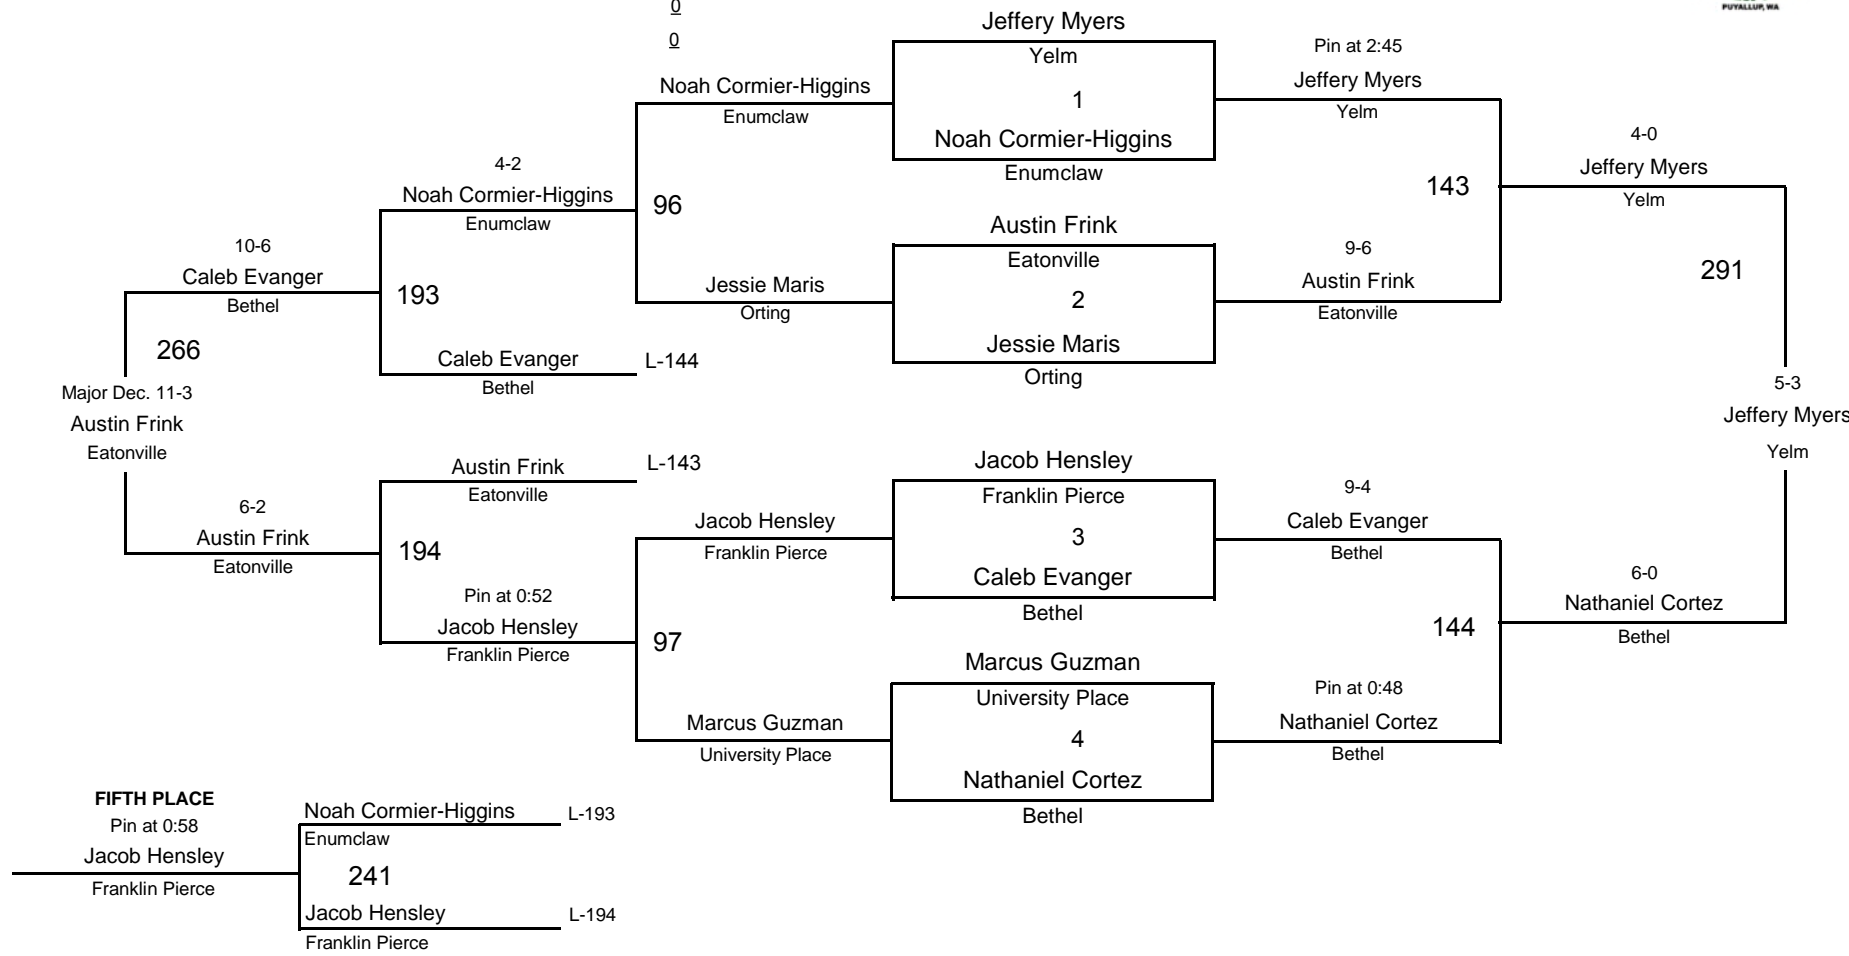 0
PUYALLUP, WA
0
Jeffery Myers
Yelm
1
Noah Cormier-Higgins
Enumclaw
Pin at 2:45
Jeffery Myers
Yelm
Noah Cormier-Higgins
Enumclaw
4-0
Jeffery Myers
Yelm
4-2
Noah Cormier-Higgins
Enumclaw
96
143
Austin Frink
Eatonville
2
Jessie Maris
Orting
9-6
Austin Frink
Eatonville
10-6
Caleb Evanger
Bethel
193
Jessie Maris
Orting
291
266
Caleb Evanger
Bethel
L-144
Major Dec. 11-3
Austin Frink
Eatonville
5-3
Jeffery Myers
Yelm
Austin Frink
Eatonville
L-143
Jacob Hensley
Franklin Pierce
3
Caleb Evanger
Bethel
9-4
Caleb Evanger
Bethel
6-2
Austin Frink
Eatonville
194
Jacob Hensley
Franklin Pierce
Pin at 0:52
Jacob Hensley
Franklin Pierce
97
144
6-0
Nathaniel Cortez
Bethel
Marcus Guzman
University Place
4
Nathaniel Cortez
Bethel
Pin at 0:48
Nathaniel Cortez
Bethel
Marcus Guzman
University Place
FIFTH PLACE
Pin at 0:58
Jacob Hensley
Franklin Pierce
Noah Cormier-Higgins
L-193
Enumclaw
241
Jacob Hensley
L-194
Franklin Pierce